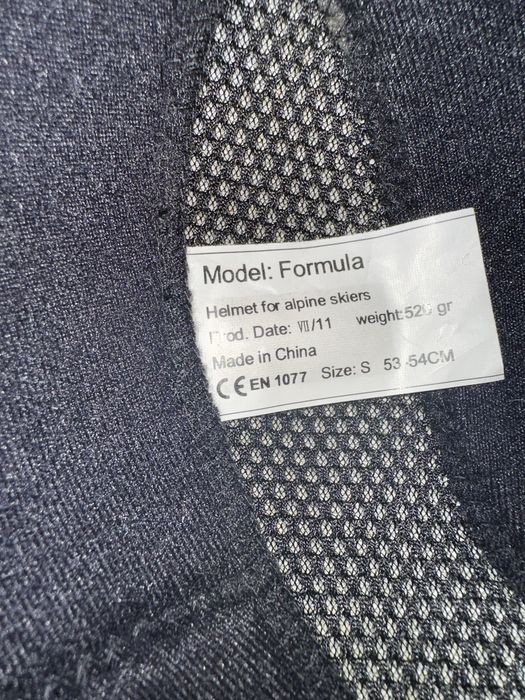 Model: Formula
Helmet for alpine skiers
Prod. Date: Ⅶ/11 weight:520 gr
Made in China
CE EN 1077 Size: S 53-54CM